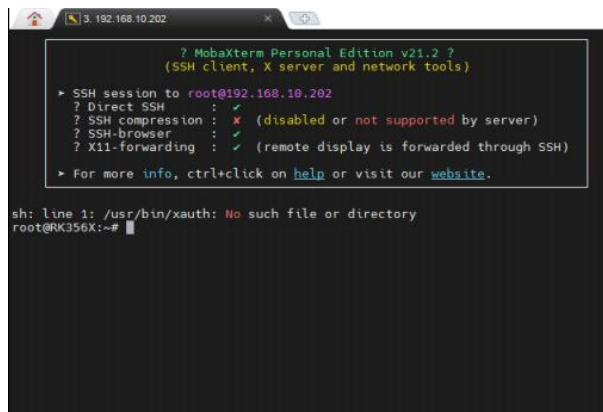 3. 192.168.10.202
? MobaXterm Personal Edition v21.2 ?
(SSH client, X server and network tools)
➤ SSH session to root@192.168.10.202
? Direct SSH : ✔
? SSH compression : ✘ (disabled or not supported by server)
? SSH-browser : ✔
? X11-forwarding : ✔ (remote display is forwarded through SSH)
➤ For more info, ctrl+click on help or visit our website.
sh: line 1: /usr/bin/xauth: No such file or directory
root@RK356X:~#